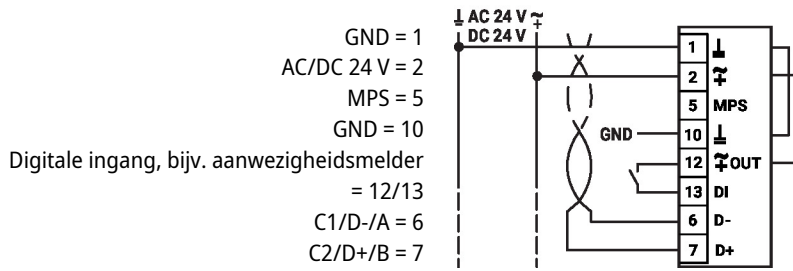 GND = 1
AC/DC 24 V = 2
MPS = 5
GND = 10
Digitale ingang, bijv. aanwezigheidsmelder
= 12/13
C1/D-/A = 6
C2/D+/B = 7
AC 24 V
DC 24 V
1
2
5 MPS
GND 10
12 OUT
13 DI
6 D-
7 D+